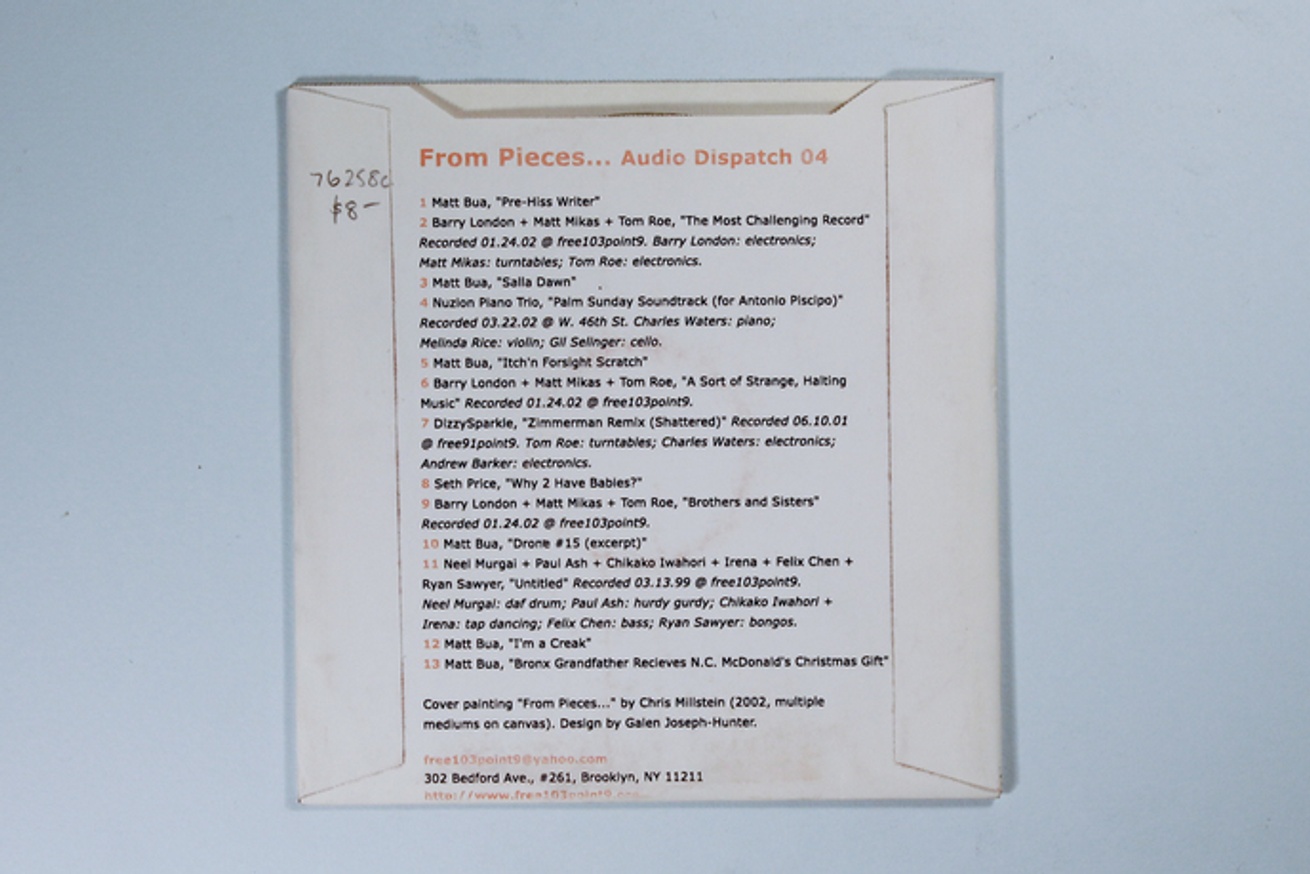 From Pieces... Audio Dispatch 04
76258c
$8-
1 Matt Bua, "Pre-Hiss Writer"
2 Barry London + Matt Mikas + Tom Roe, "The Most Challenging Record"
Recorded 01.24.02 @ free103point9. Barry London: electronics;
Matt Mikas: turntables; Tom Roe: electronics.
3 Matt Bua, "Salla Dawn"
4 Nuzion Piano Trio, "Palm Sunday Soundtrack (for Antonio Piscipo)"
Recorded 03.22.02 @ W. 46th St. Charles Waters: piano;
Melinda Rice: violin; Gil Selinger: cello.
5 Matt Bua, "Itch'n Forsight Scratch"
6 Barry London + Matt Mikas + Tom Roe, "A Sort of Strange, Halting
Music" Recorded 01.24.02 @ free103point9.
7 DizzySparkle, "Zimmerman Remix (Shattered)" Recorded 06.10.01
@ free91point9. Tom Roe: turntables; Charles Waters: electronics;
Andrew Barker: electronics.
8 Seth Price, "Why 2 Have Babies?"
9 Barry London + Matt Mikas + Tom Roe, "Brothers and Sisters"
Recorded 01.24.02 @ free103point9.
10 Matt Bua, "Drone #15 (excerpt)"
11 Neel Murgai + Paul Ash + Chikako Iwahori + Irena + Felix Chen +
Ryan Sawyer, "Untitled" Recorded 03.13.99 @ free103point9.
Neel Murgai: daf drum; Paul Ash: hurdy gurdy; Chikako Iwahori +
Irena: tap dancing; Felix Chen: bass; Ryan Sawyer: bongos.
12 Matt Bua, "I'm a Creak"
13 Matt Bua, "Bronx Grandfather Recieves N.C. McDonald's Christmas Gift"
Cover painting "From Pieces..." by Chris Millstein (2002, multiple
mediums on canvas). Design by Galen Joseph-Hunter.
free103point9@yahoo.com
302 Bedford Ave., #261, Brooklyn, NY 11211
http://www.free103point9.